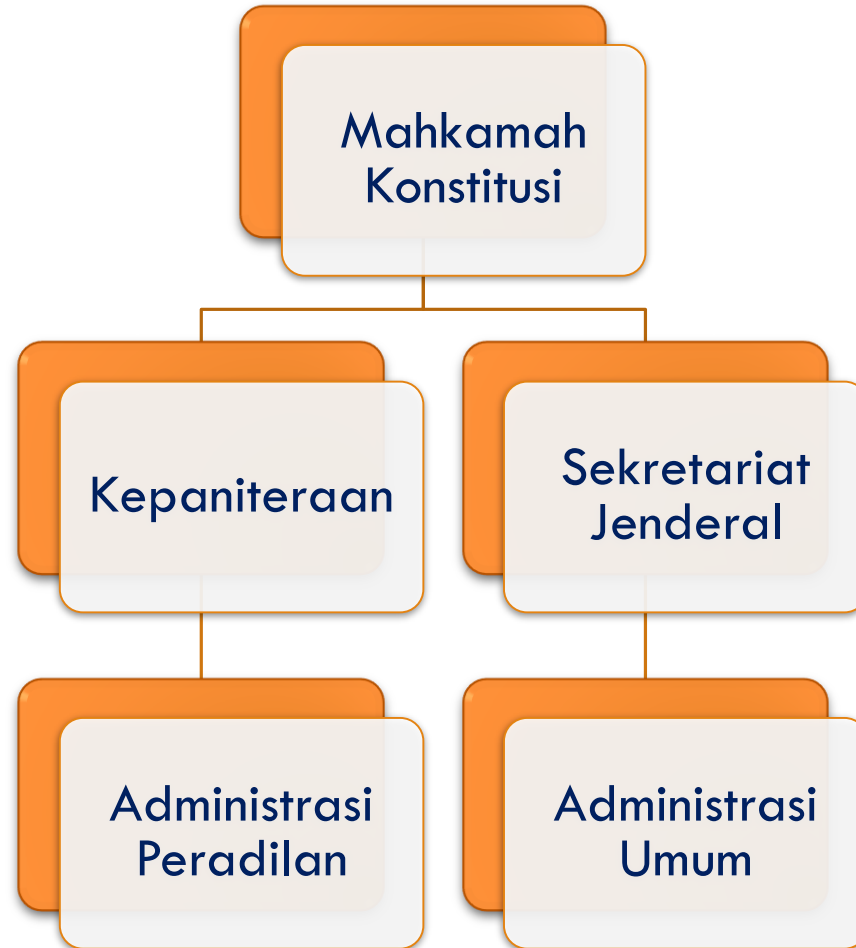 Mahkamah
Konstitusi
Kepaniteraan
Sekretariat
Jenderal
Administrasi
Peradilan
Administrasi
Umum